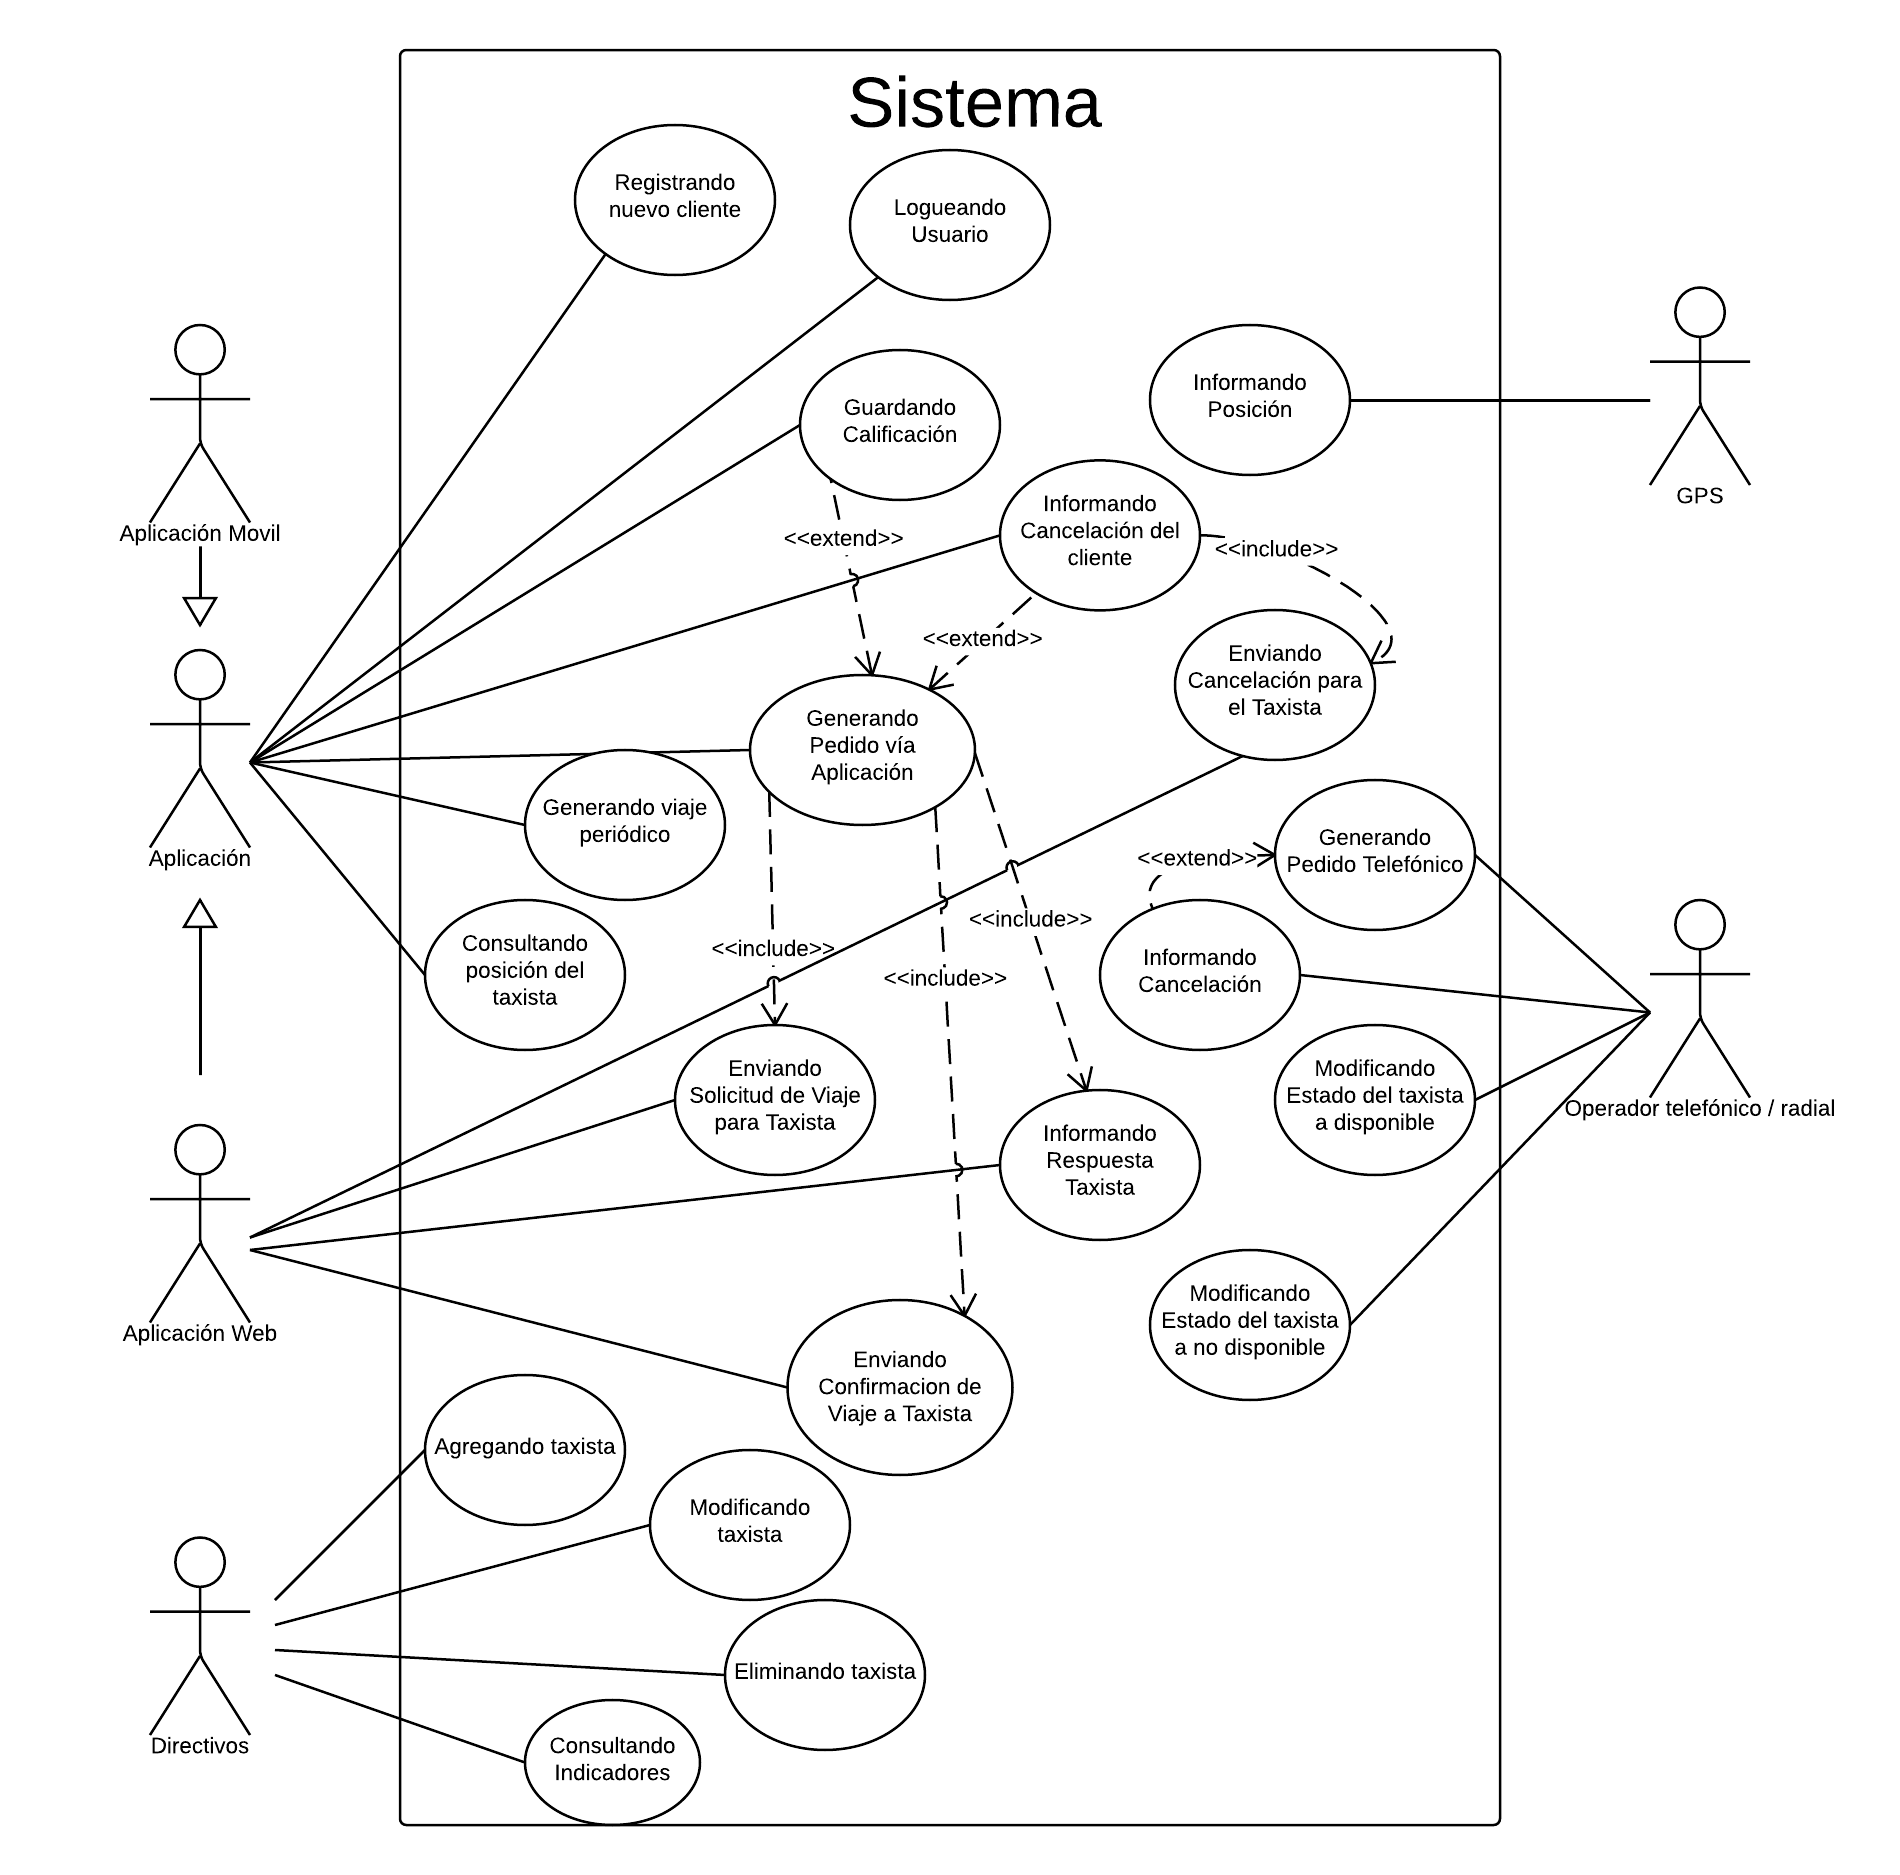 Sistema
Registrando
nuevo cliente
Logueando
Usuario
Guardando
Calificación
Informando
Posición
GPS
Aplicación Movil
Informando
Cancelación del
cliente
<<extend>>
<<include>>
<<extend>>
Enviando
Cancelación para
el Taxista
Generando
Pedido vía
Aplicación
Generando viaje
periódico
Aplicación
Generando
Pedido Telefónico
<<extend>>
<<include>>
<<include>>
<<include>>
Consultando
posición del
taxista
Informando
Cancelación
Enviando
Solicitud de Viaje
para Taxista
Modificando
Estado del taxista
a disponible
Operador telefónico / radial
Informando
Respuesta
Taxista
Aplicación Web
Modificando
Estado del taxista
a no disponible
Enviando
Confirmacion de
Viaje a Taxista
Agregando taxista
Modificando
taxista
Eliminando taxista
Directivos
Consultando
Indicadores